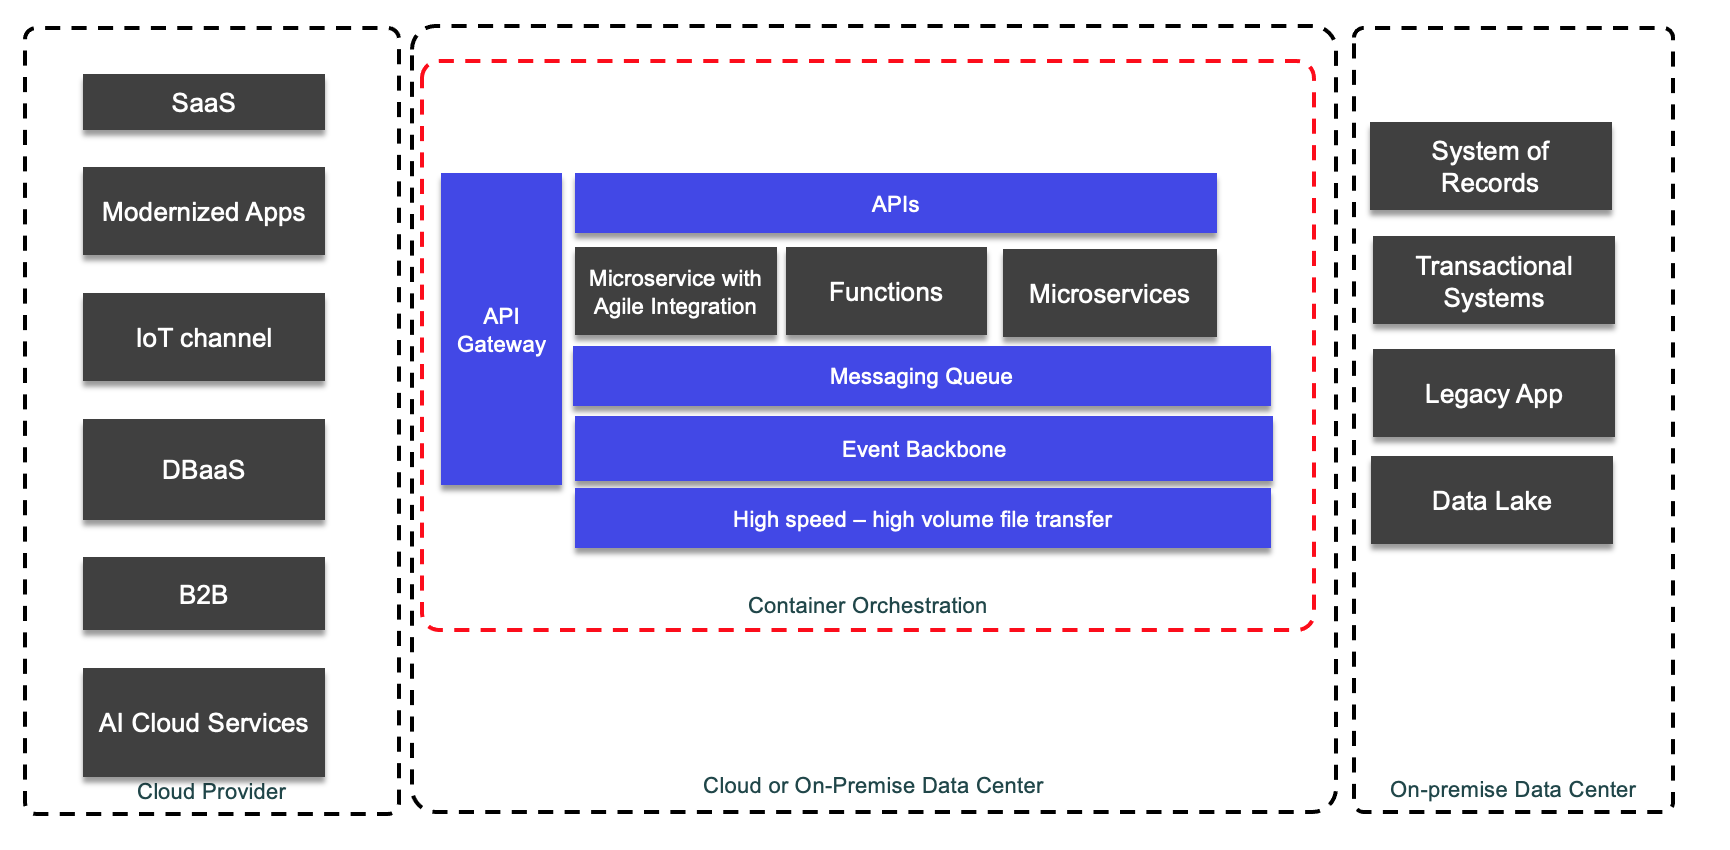 SaaS
Modernized Apps
IoT channel
DBaaS
B2B
AI Cloud Services
Cloud Provider
API
Gateway
APIs
Microservice with
Agile Integration
Functions
Microservices
Messaging Queue
Event Backbone
High speed – high volume file transfer
Container Orchestration
Cloud or On-Premise Data Center
System of
Records
Transactional
Systems
Legacy App
Data Lake
On-premise Data Center